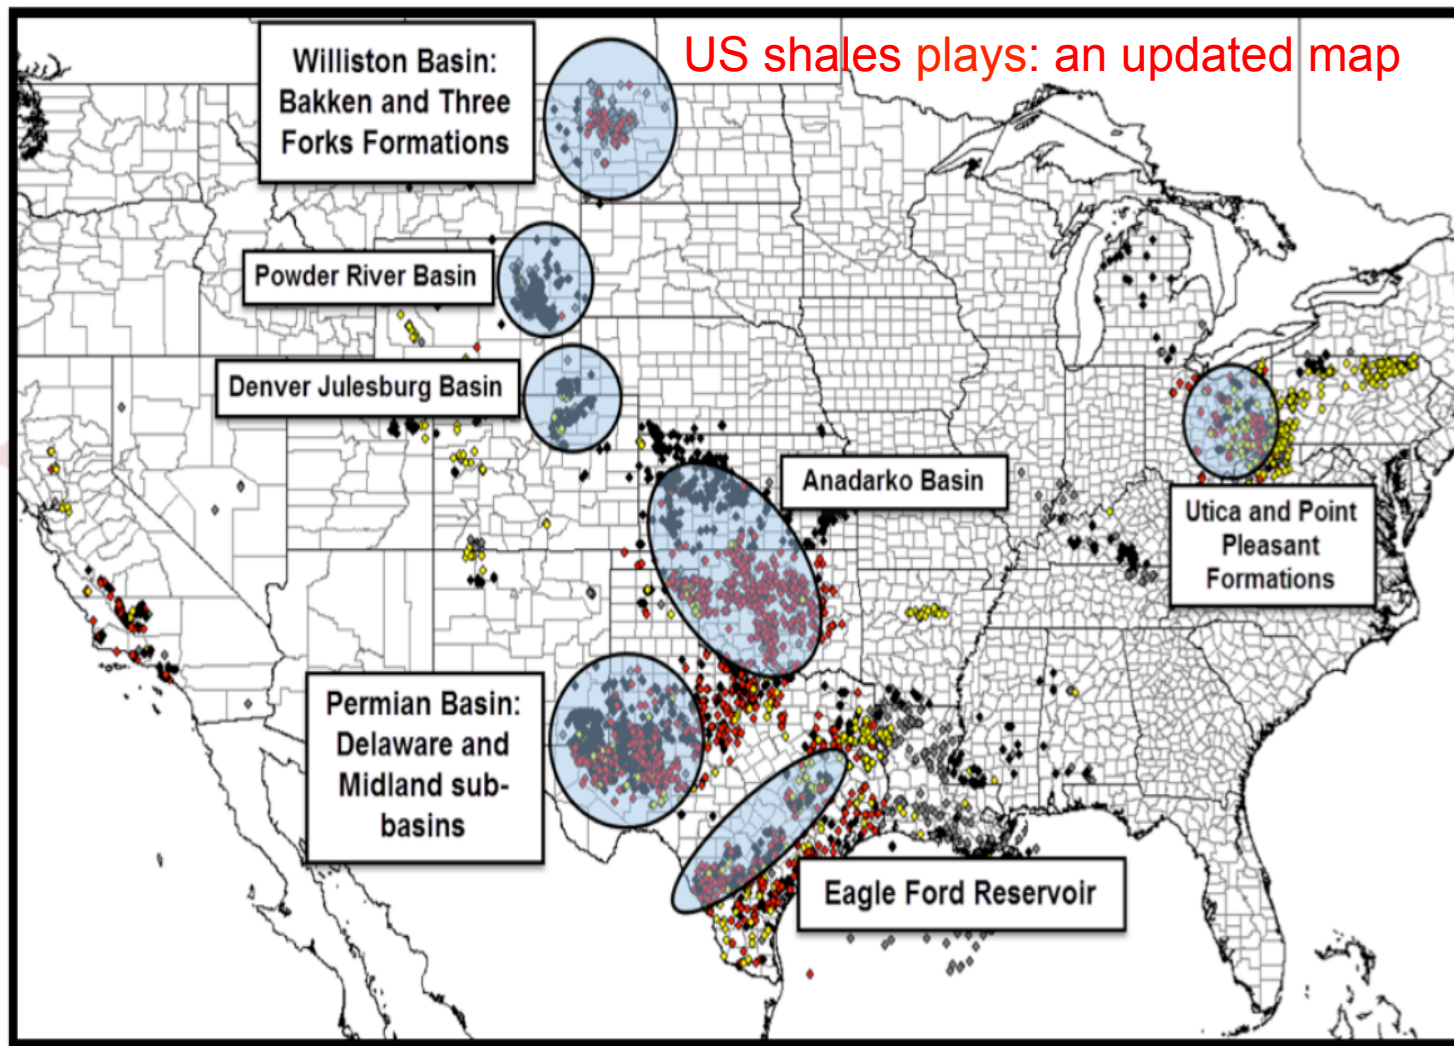 US shales plays: an updated map
Williston Basin:
Bakken and Three
Forks Formations
Powder River Basin
Denver Julesburg Basin
Anadarko Basin
Utica and Point
Pleasant
Formations
Permian Basin:
Delaware and
Midland sub-
basins
Eagle Ford Reservoir